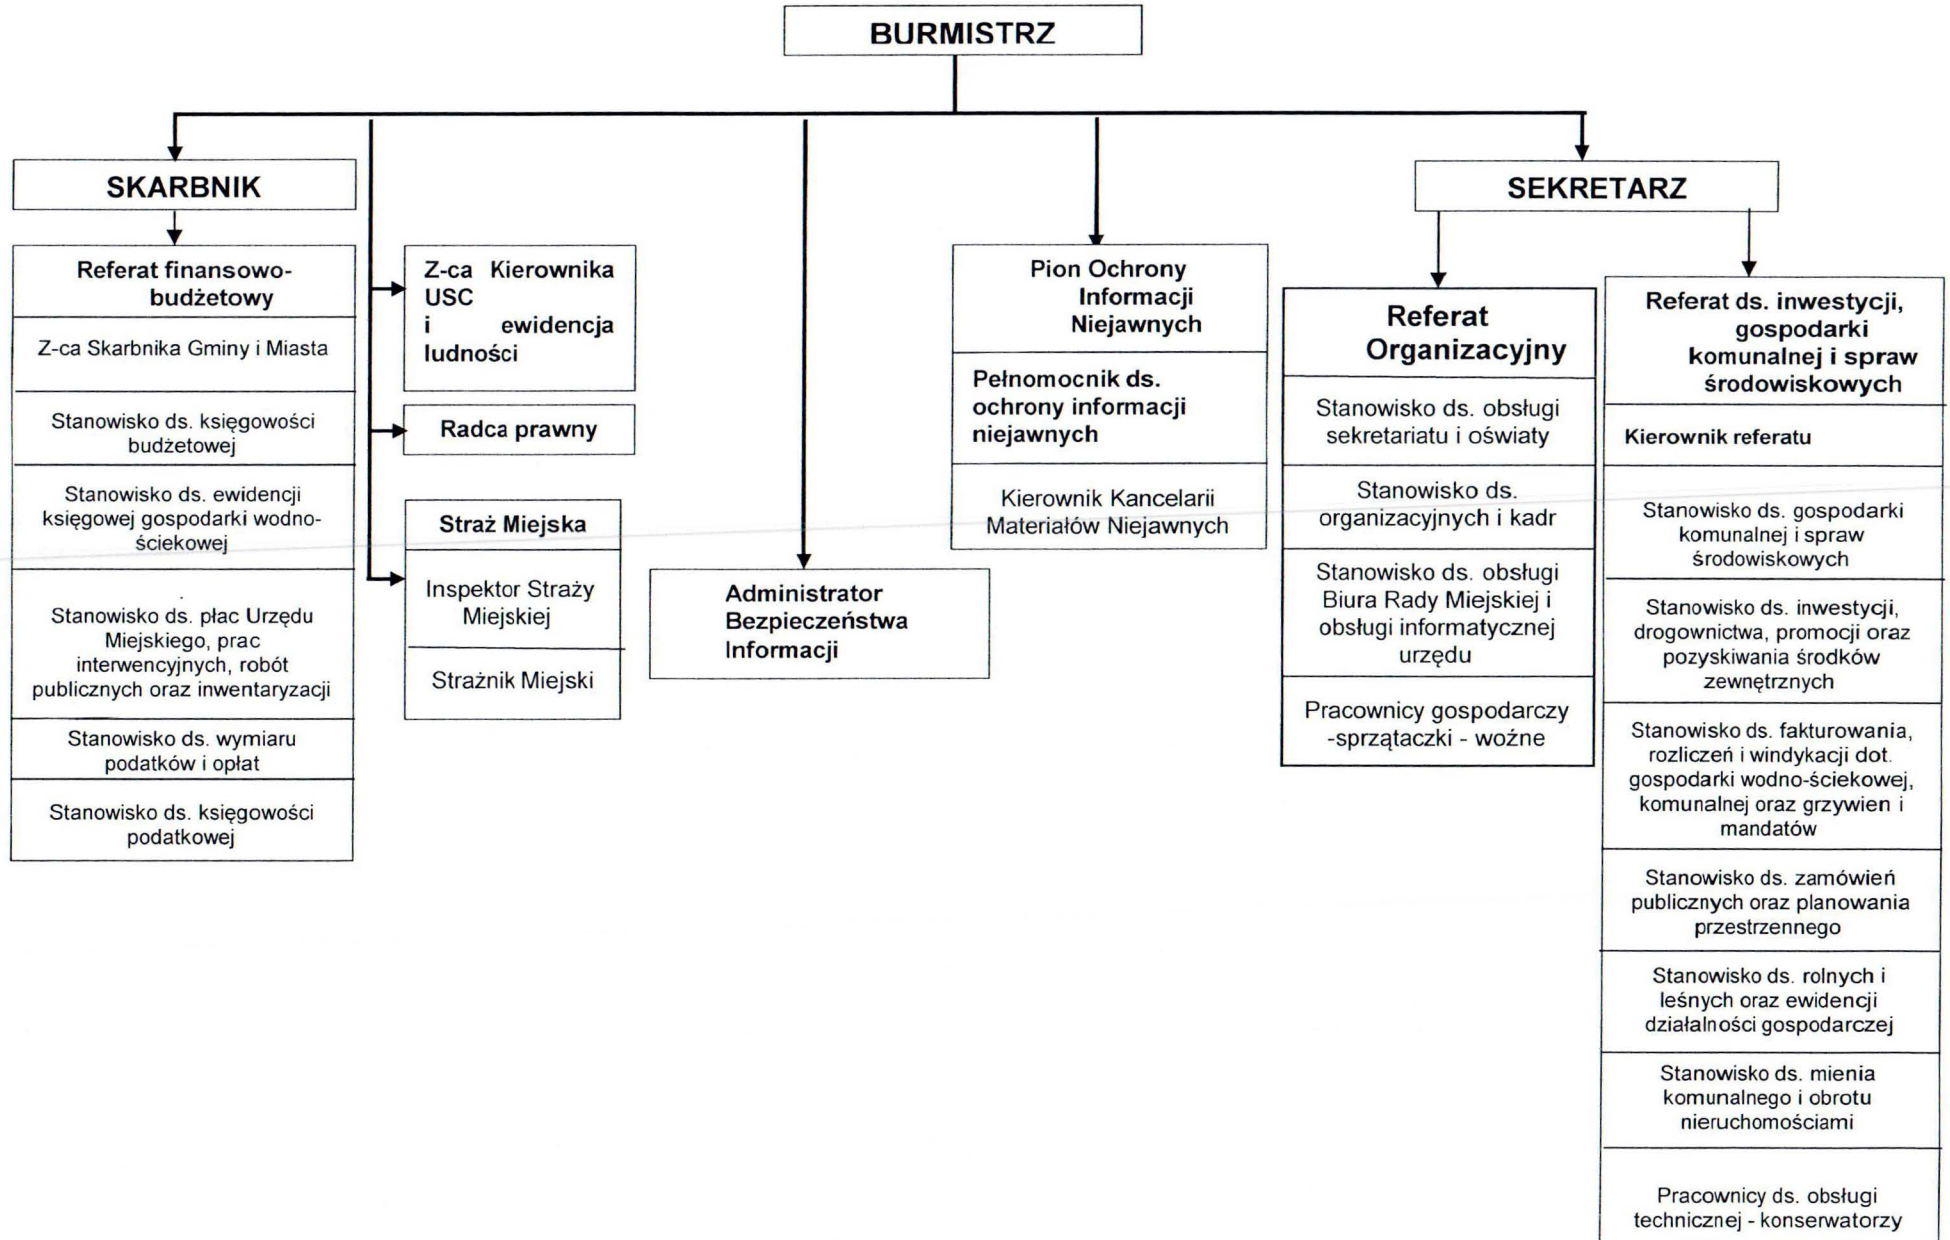 BURMISTRZ
SKARBNIK
Referat finansowo-
budżetowy
Z-ca Skarbnika Gminy i Miasta
Stanowisko ds. księgowości
budżetowej
Stanowisko ds. ewidencji
księgowej gospodarki wodno-
ściekowej
Stanowisko ds. płac Urzędu
Miejskiego, prac
interwencyjnych, robót
publicznych oraz inwentaryzacji
Stanowisko ds. wymiaru
podatków i opłat
Stanowisko ds. księgowości
podatkowej
Z-ca Kierownika
USC
i ewidencja
ludności
Radca prawny
Straż Miejska
Inspektor Straży
Miejskiej
Strażnik Miejski
Administrator
Bezpieczeństwa
Informacji
Pion Ochrony
Informacji
Niejawnych
Pełnomocnik ds.
ochrony informacji
niejawnych
Kierownik Kancelarii
Materiałów Niejawnych
SEKRETARZ
Referat
Organizacyjny
Stanowisko ds. obsługi
sekretariatu i oświaty
Stanowisko ds.
organizacyjnych i kadr
Stanowisko ds. obsługi
Biura Rady Miejskiej i
obsługi informatycznej
urzędu
Pracownicy gospodarczy
-sprzątaczki - woźne
Referat ds. inwestycji,
gospodarki
komunalnej i spraw
środowiskowych
Kierownik referatu
Stanowisko ds. gospodarki
komunalnej i spraw
środowiskowych
Stanowisko ds. inwestycji,
drogownictwa, promocji oraz
pozyskiwania środków
zewnętrznych
Stanowisko ds. fakturowania,
rozliczeń i windykacji dot.
gospodarki wodno-ściekowej,
komunalnej oraz grzywien i
mandatów
Stanowisko ds. zamówień
publicznych oraz planowania
przestrzennego
Stanowisko ds. rolnych i
leśnych oraz ewidencji
działalności gospodarczej
Stanowisko ds. mienia
komunalnego i obrotu
nieruchomościami
Pracownicy ds. obsługi
technicznej - konserwatorzy